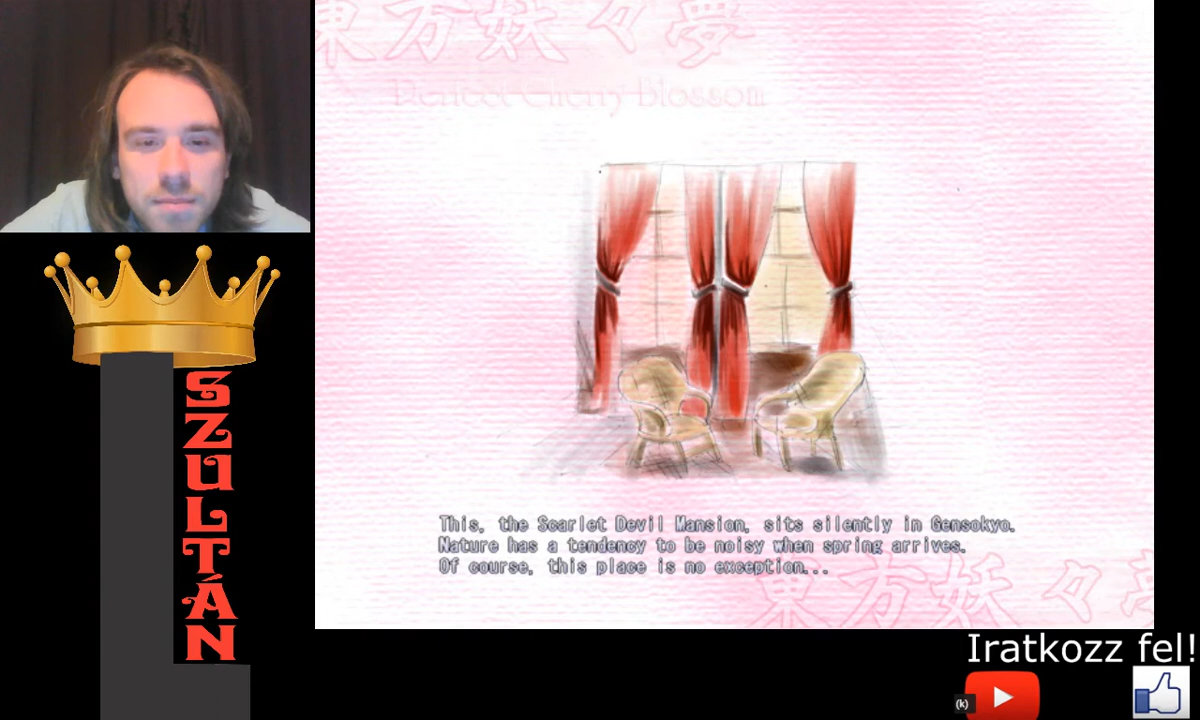 東方妖々夢
Perfect Cherry Blossom
This, the Scarlet Devil Mansion, sits silently in Gensokyo.
Nature has a tendency to be noisy when spring arrives.
Of course, this place is no exception...
東方妖々夢
L
SZULTÁN
Iratkozz fel!
(k)